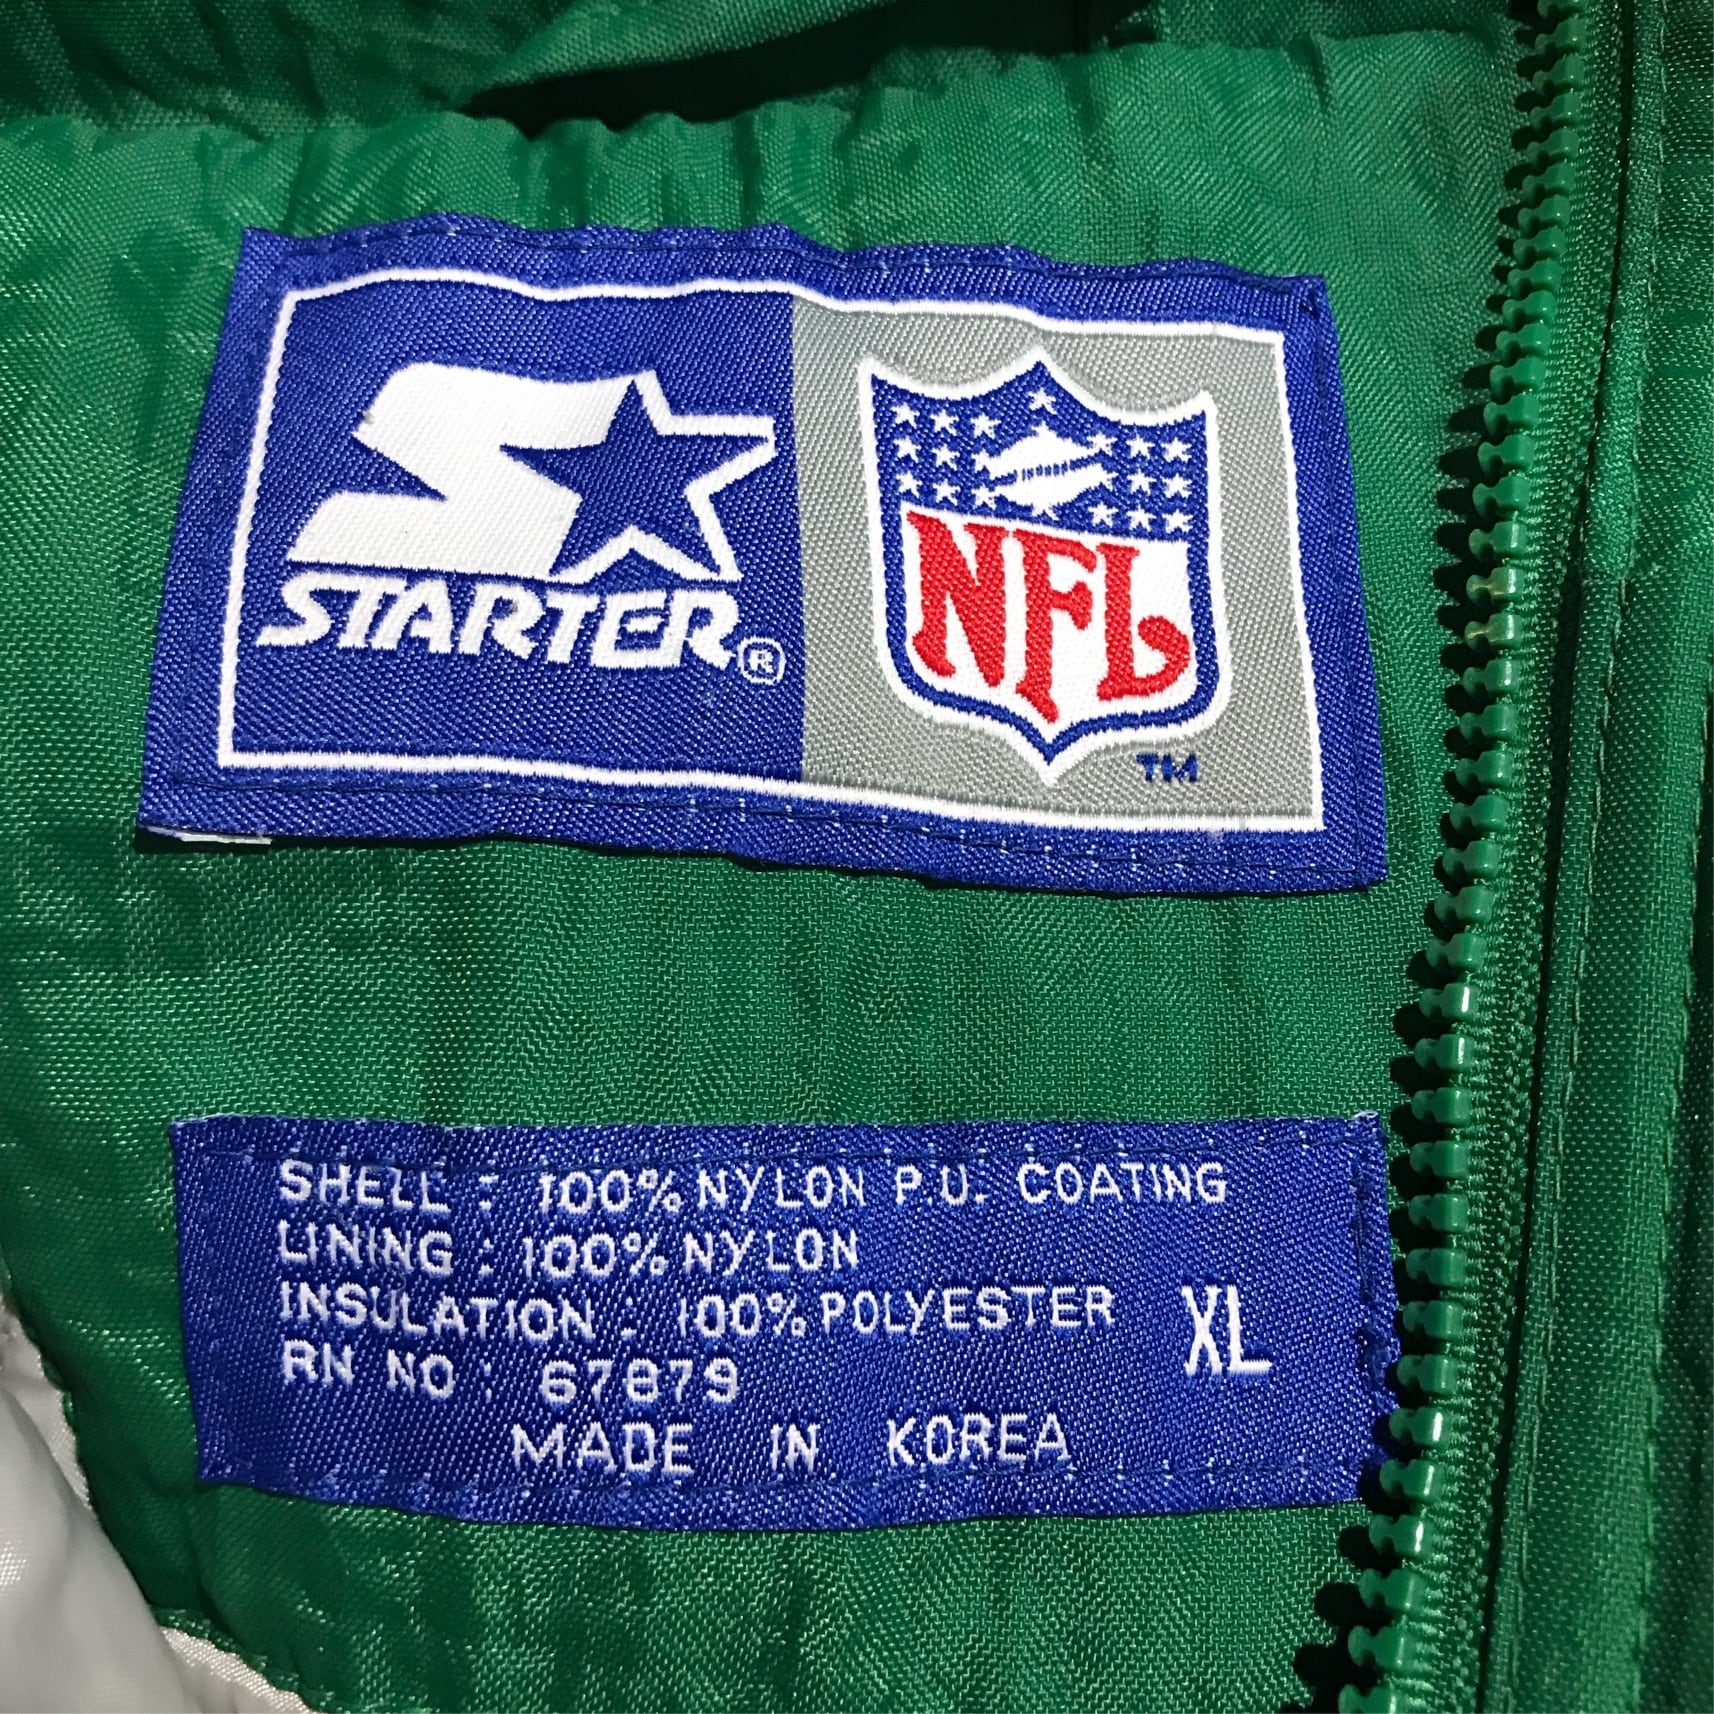 STARTER®
NFL
TM
SHELL : 100% NYLON P.U. COATING
LINING : 100% NYLON
INSULATION : 100% POLYESTER
XL
RN NO : 67879
MADE IN KOREA